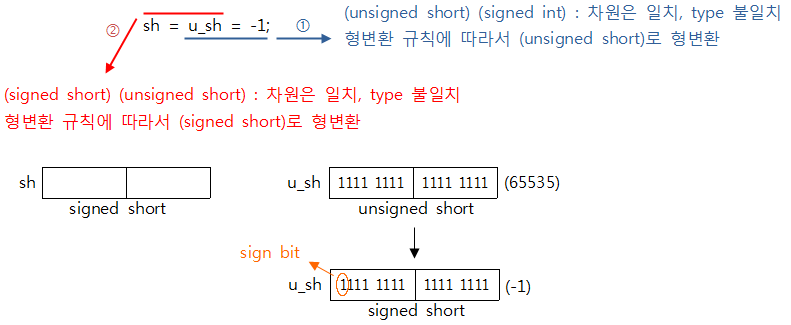 ② sh = u_sh = -1; ①
(unsigned short) (signed int) : 차원은 일치, type 불일치
형변환 규칙에 따라서 (unsigned short)로 형변환
(signed short) (unsigned short) : 차원은 일치, type 불일치
형변환 규칙에 따라서 (signed short)로 형변환
sh
signed short
u_sh 1111 1111 1111 1111 (65535)
unsigned short
sign bit
u_sh 1111 1111 1111 1111 (-1)
signed short